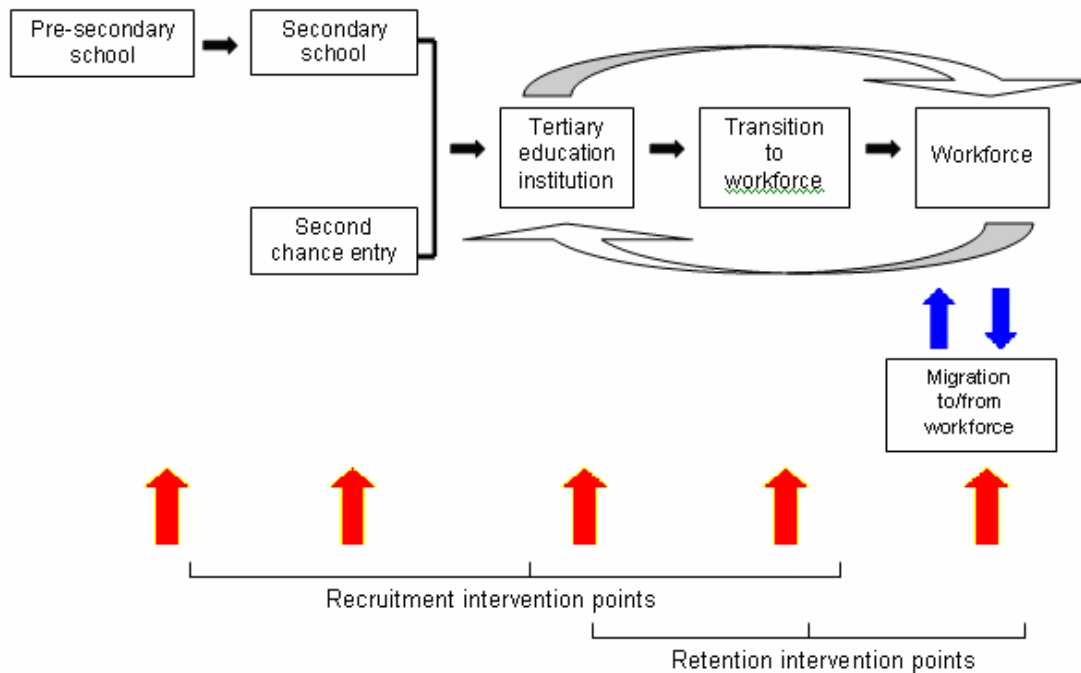 Pre-secondary
school
Secondary
school
Second
chance entry
Tertiary
education
institution
Transition
to
workforce
Workforce
Migration
to/from
workforce
Recruitment intervention points
Retention intervention points